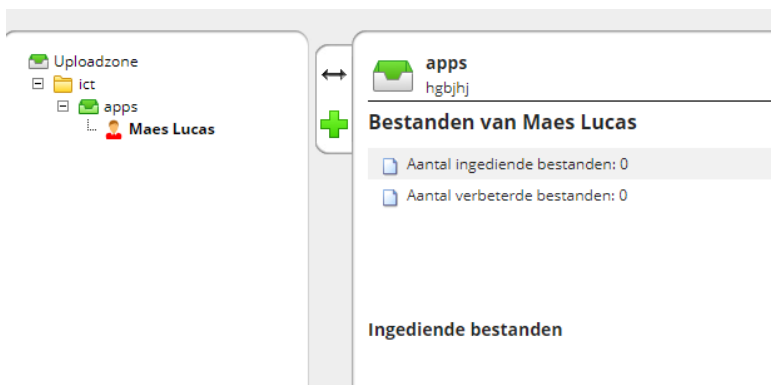 Uploadzone
ict
apps
Maes Lucas
apps
hgbjhj
Bestanden van Maes Lucas
Aantal ingediende bestanden: 0
Aantal verbeterde bestanden: 0
Ingediende bestanden